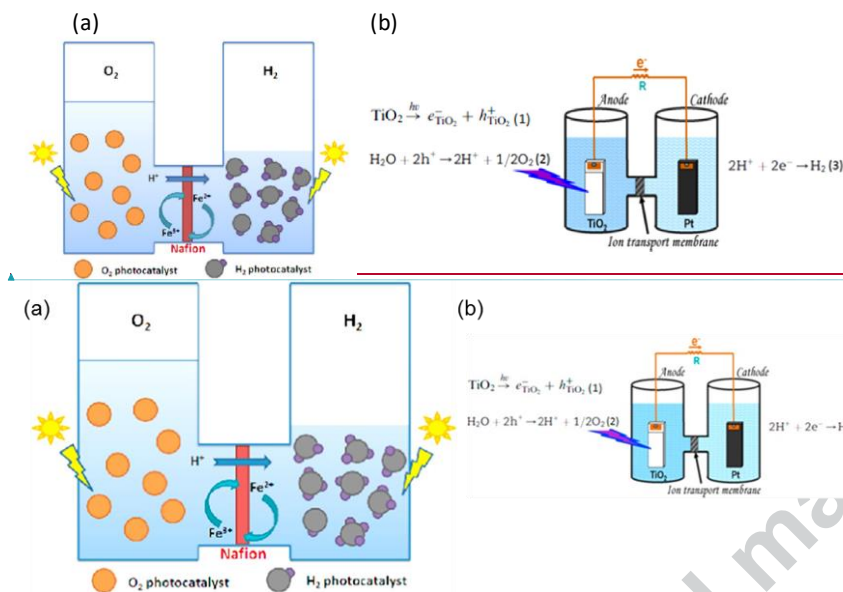 (a)
O₂
H₂
H⁺
Fe²⁺
Fe³⁺
Nafion
O₂ photocatalyst
H₂ photocatalyst
(b)
e⁻
R
Anode
Cathode
TiO₂ →hν e⁻TiO₂ + h⁺TiO₂ (1)
H₂O + 2h⁺ → 2H⁺ + 1/2O₂ (2)
2H⁺ + 2e⁻ → H₂ (3)
TiO₂
Pt
Ion transport membrane
(a)
O₂
H₂
H⁺
Fe²⁺
Fe³⁺
Nafion
O₂ photocatalyst
H₂ photocatalyst
(b)
e⁻
R
Anode
Cathode
TiO₂ →hν e⁻TiO₂ + h⁺TiO₂ (1)
H₂O + 2h⁺ → 2H⁺ + 1/2O₂ (2)
2H⁺ + 2e⁻ → H
TiO₂
Pt
Ion transport membrane